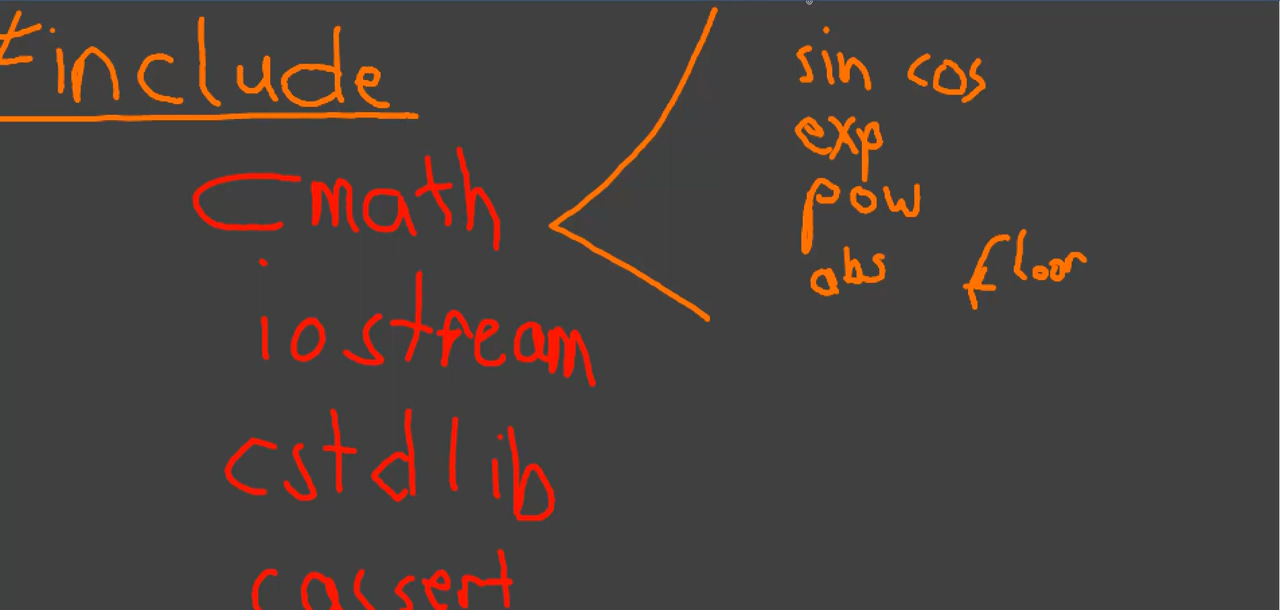 #include
cmath
iostream
cstdlib
cassert
sin cos
exp
pow
abs floor